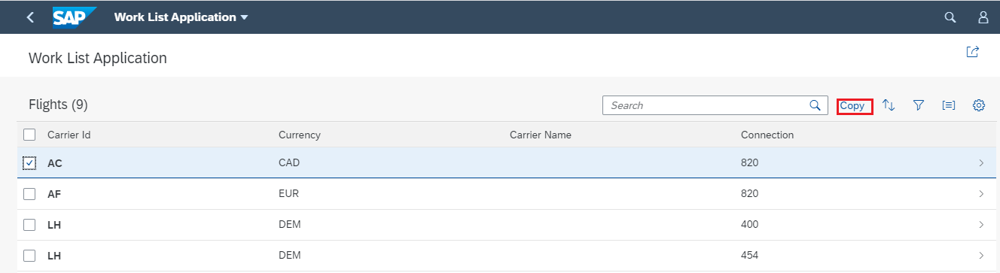 SAP Work List Application
Work List Application
Flights (9) Search Copy
Carrier Id Currency Carrier Name Connection
AC CAD 820
AF EUR 820
LH DEM 400
LH DEM 454